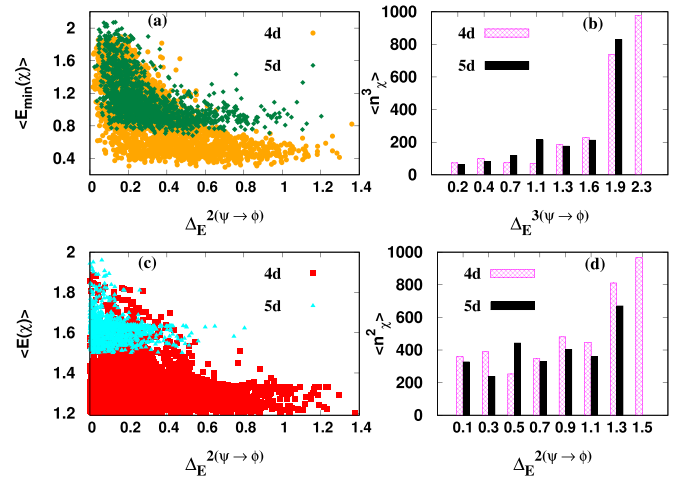 (a)
4d
5d
<E_min(χ)>
2
1.6
1.2
0.8
0.4
0 0.2 0.4 0.6 0.8 1 1.2 1.4
Δ_E^2(ψ → ϕ)
(b)
4d
5d
<n^3_χ>
1000
800
600
400
200
0
0.2 0.4 0.7 1.1 1.3 1.6 1.9 2.3
Δ_E^3(ψ → ϕ)
(c)
4d
5d
<E(χ)>
2
1.8
1.6
1.4
1.2
0 0.2 0.4 0.6 0.8 1 1.2 1.4
Δ_E^2(ψ → ϕ)
(d)
4d
5d
<n^2_χ>
1000
800
600
400
200
0
0.1 0.3 0.5 0.7 0.9 1.1 1.3 1.5
Δ_E^2(ψ → ϕ)